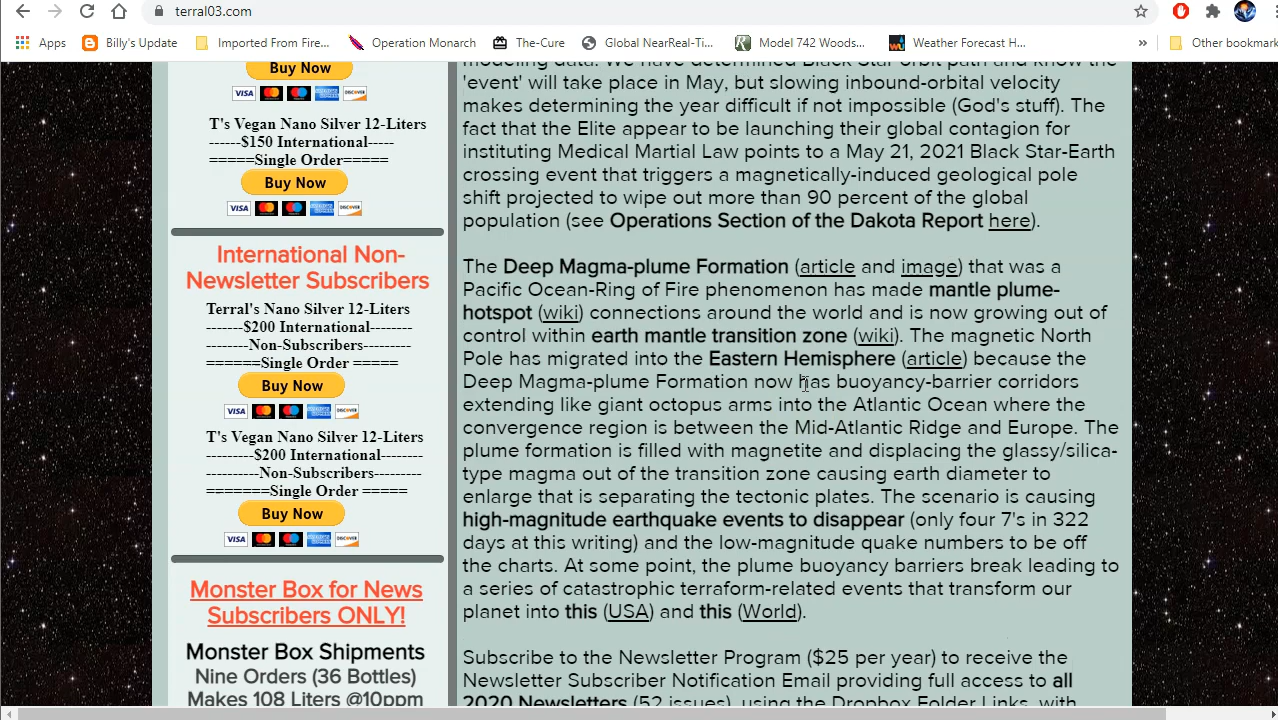 terral03.com
Apps
Billy's Update
Imported From Fire...
Operation Monarch
The-Cure
Global NearReal-Ti...
Model 742 Woods...
Weather Forecast H...
»
Other bookmark
Buy Now
VISA
DISCOVER
T's Vegan Nano Silver 12-Liters
------$150 International-----
=====Single Order=====
Buy Now
VISA
DISCOVER
International Non-
Newsletter Subscribers
Terral's Nano Silver 12-Liters
-------$200 International--------
-------Non-Subscribers---------
======Single Order =====
Buy Now
VISA
DISCOVER
T's Vegan Nano Silver 12-Liters
---------$200 International--------
----------Non-Subscribers--------
=======Single Order =====
Buy Now
VISA
DISCOVER
Monster Box for News
Subscribers ONLY!
Monster Box Shipments
Nine Orders (36 Bottles)
Makes 108 Liters @10ppm
modeling data. We have determined Black Star orbit path and know the
'event' will take place in May, but slowing inbound-orbital velocity
makes determining the year difficult if not impossible (God's stuff). The
fact that the Elite appear to be launching their global contagion for
instituting Medical Martial Law points to a May 21, 2021 Black Star-Earth
crossing event that triggers a magnetically-induced geological pole
shift projected to wipe out more than 90 percent of the global
population (see Operations Section of the Dakota Report here).
The Deep Magma-plume Formation (article and image) that was a
Pacific Ocean-Ring of Fire phenomenon has made mantle plume-
hotspot (wiki) connections around the world and is now growing out of
control within earth mantle transition zone (wiki). The magnetic North
Pole has migrated into the Eastern Hemisphere (article) because the
Deep Magma-plume Formation now has buoyancy-barrier corridors
extending like giant octopus arms into the Atlantic Ocean where the
convergence region is between the Mid-Atlantic Ridge and Europe. The
plume formation is filled with magnetite and displacing the glassy/silica-
type magma out of the transition zone causing earth diameter to
enlarge that is separating the tectonic plates. The scenario is causing
high-magnitude earthquake events to disappear (only four 7's in 322
days at this writing) and the low-magnitude quake numbers to be off
the charts. At some point, the plume buoyancy barriers break leading to
a series of catastrophic terraform-related events that transform our
planet into this (USA) and this (World).
Subscribe to the Newsletter Program ($25 per year) to receive the
Newsletter Subscriber Notification Email providing full access to all
2020 Newsletters (52 issues), using the Dropbox Folder Links, with